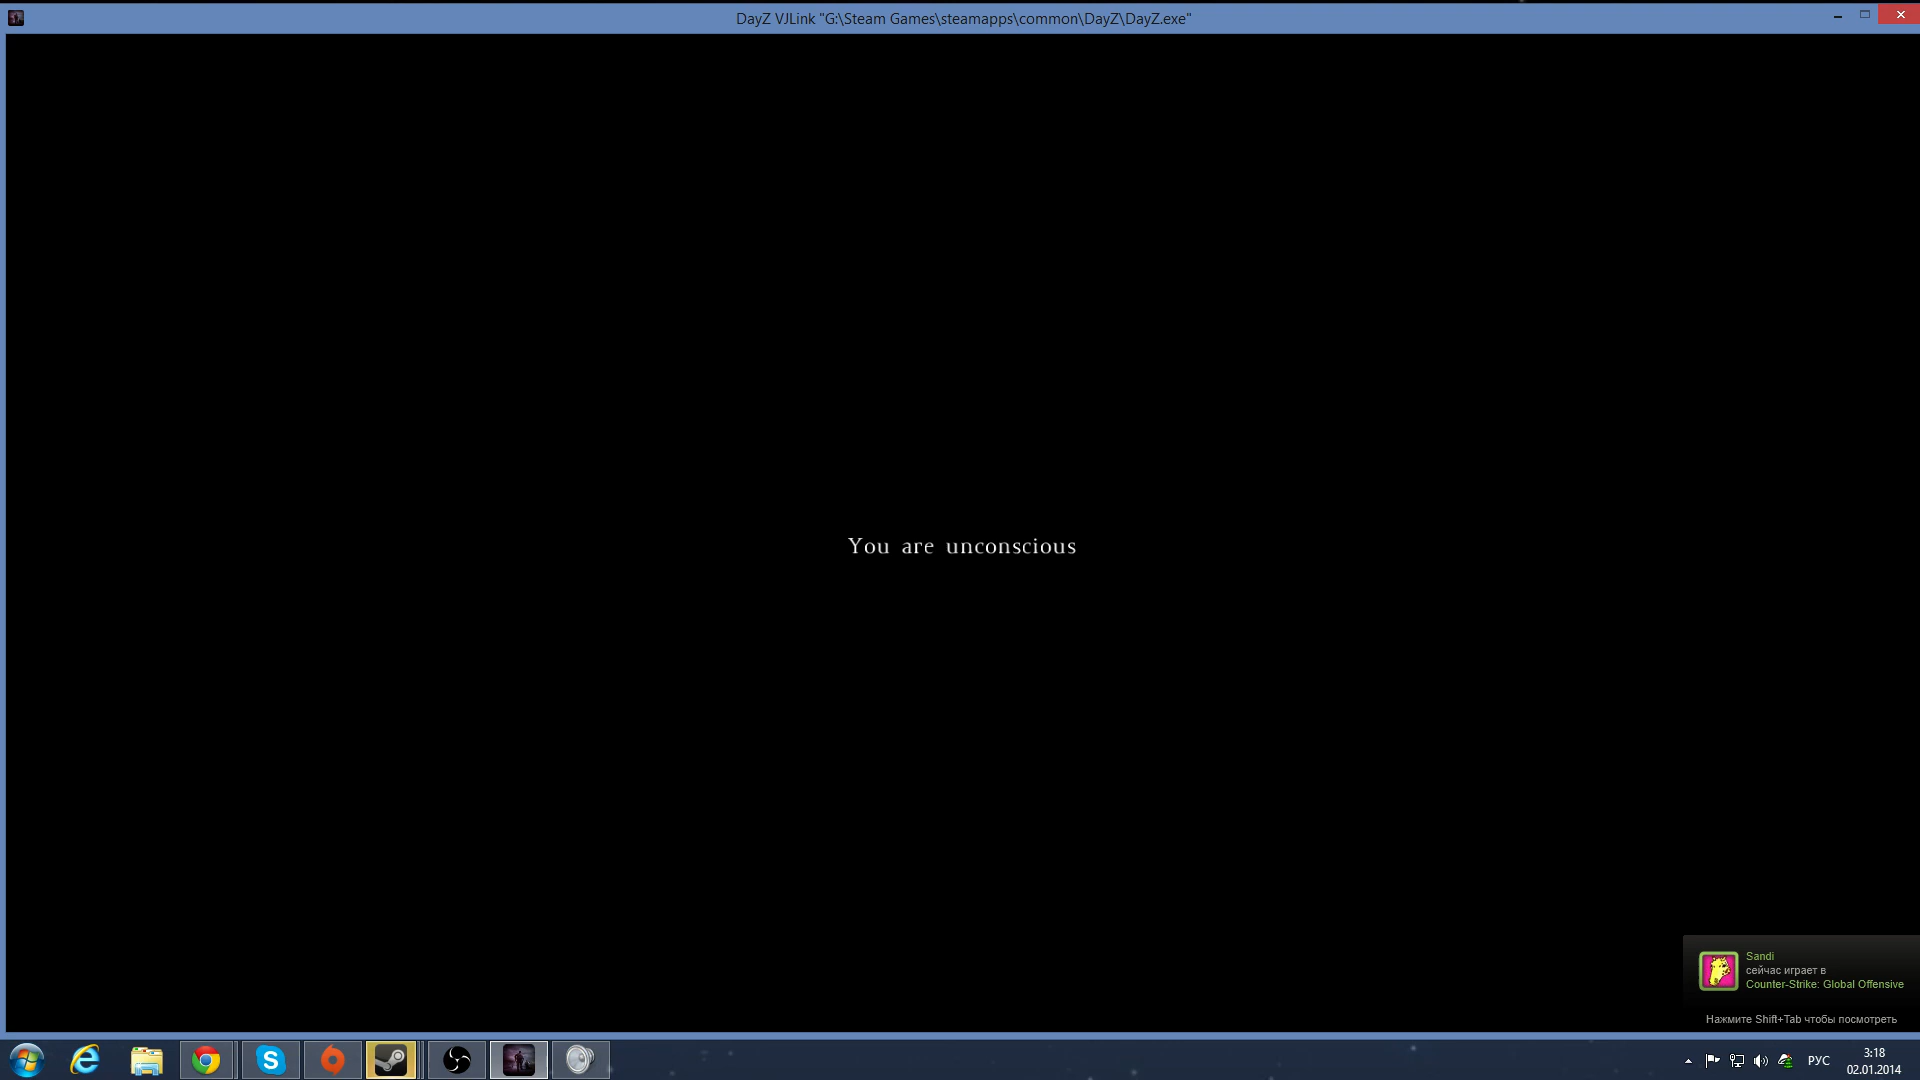 DayZ VJLink "G:\Steam Games\steamapps\common\DayZ\DayZ.exe"
You are unconscious
Sandi
сейчас играет в
Counter-Strike: Global Offensive
Нажмите Shift+Tab чтобы посмотреть
РУС
3:18
02.01.2014